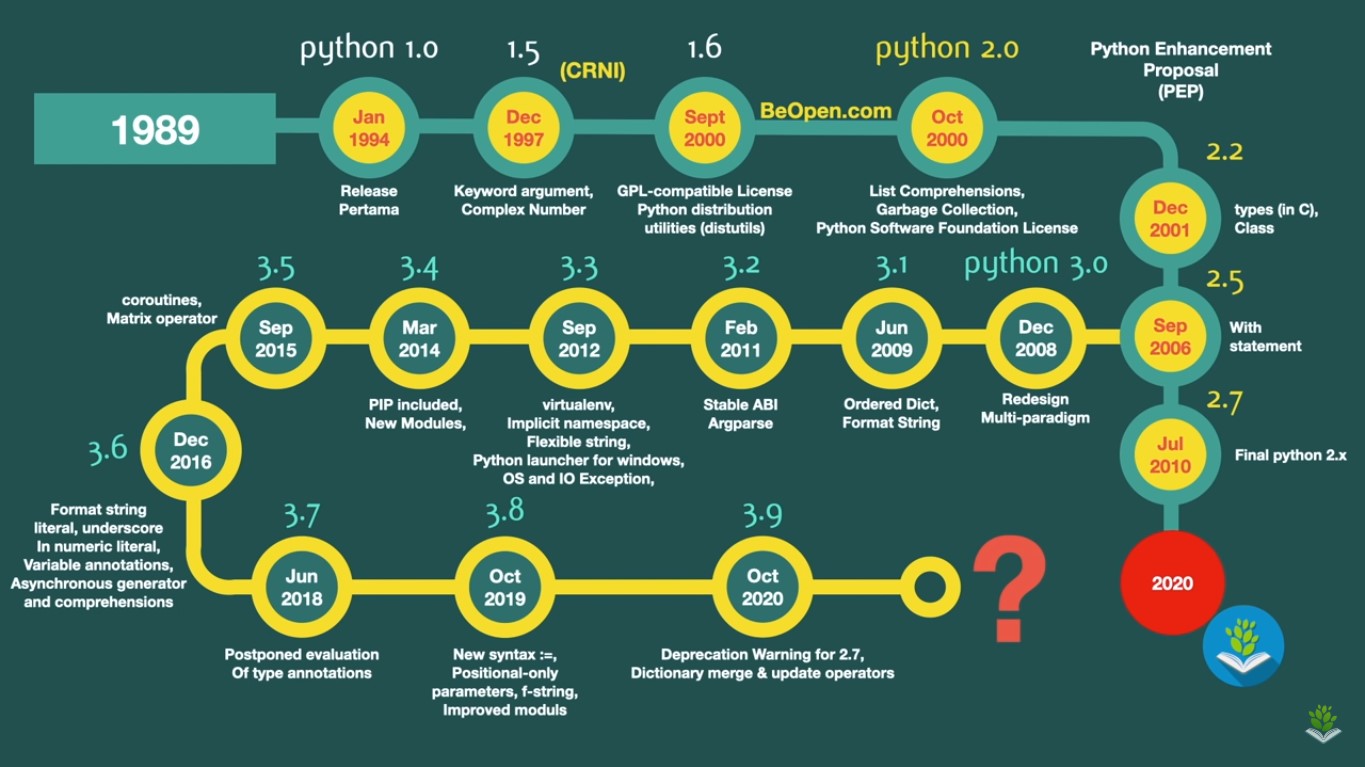 python 1.0
1.5
(CRNI)
1.6
python 2.0
Python Enhancement
Proposal
(PEP)
1989
Jan
1994
Dec
1997
Sept
2000
BeOpen.com
Oct
2000
Release
Pertama
Keyword argument,
Complex Number
GPL-compatible License
Python distribution
utilities (distutils)
List Comprehensions,
Garbage Collection,
Python Software Foundation License
2.2
Dec
2001
types (in C),
Class
2.5
Sep
2006
With
statement
2.7
Jul
2010
Final python 2.x
2020
python 3.0
Dec
2008
Redesign
Multi-paradigm
3.1
Jun
2009
Ordered Dict,
Format String
3.2
Feb
2011
Stable ABI
Argparse
3.3
Sep
2012
virtualenv,
Implicit namespace,
Flexible string,
Python launcher for windows,
OS and IO Exception,
3.4
Mar
2014
PIP included,
New Modules,
3.5
Sep
2015
coroutines,
Matrix operator
3.6
Dec
2016
Format string
literal, underscore
In numeric literal,
Variable annotations,
Asynchronous generator
and comprehensions
3.7
Jun
2018
Postponed evaluation
Of type annotations
3.8
Oct
2019
New syntax :=,
Positional-only
parameters, f-string,
Improved moduls
3.9
Oct
2020
Deprecation Warning for 2.7,
Dictionary merge & update operators
?